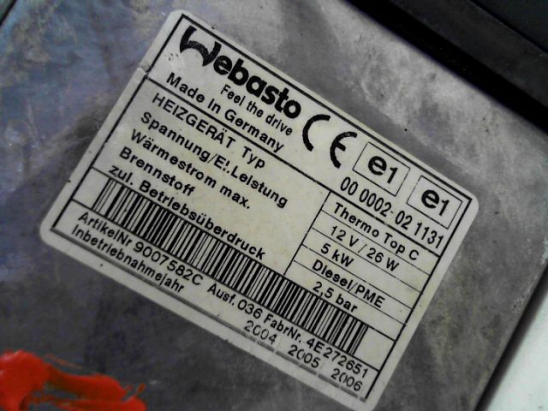 Webasto
Feel the drive
Made in Germany
CE e1 e1
00 0002 02 1131
HEIZGERÄT Typ Thermo Top C
Spannung/El.Leistung 12 V / 26 W
Wärmestrom max. 5 kW
Brennstoff Diesel/PME
zul. Betriebsüberdruck 2,5 bar
ArtikelNr 9007582C Ausf. 036 FabrNr. 4E272651
Inbetriebnahmejahr 2004 2005 2006